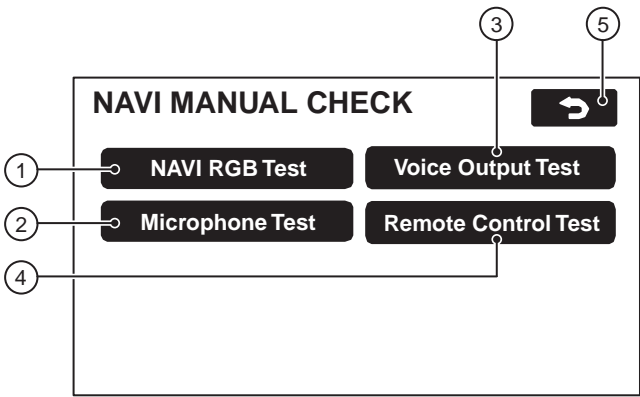 3 5
NAVI MANUAL CHECK
1 NAVI RGB Test Voice Output Test
2 Microphone Test Remote Control Test
4